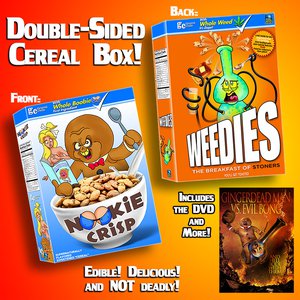 DOUBLE-SIDED
CEREAL BOX!
BACK:
FRONT:
Whole Boobie
NOOKIE
CRISP
Whole Weed
WEEDIES
THE BREAKFAST OF STONERS
INCLUDES
THE DVD
AND
MORE!
GINGERDEAD MAN
VS. EVIL BONG
EDIBLE! DELICIOUS!
AND NOT DEADLY!